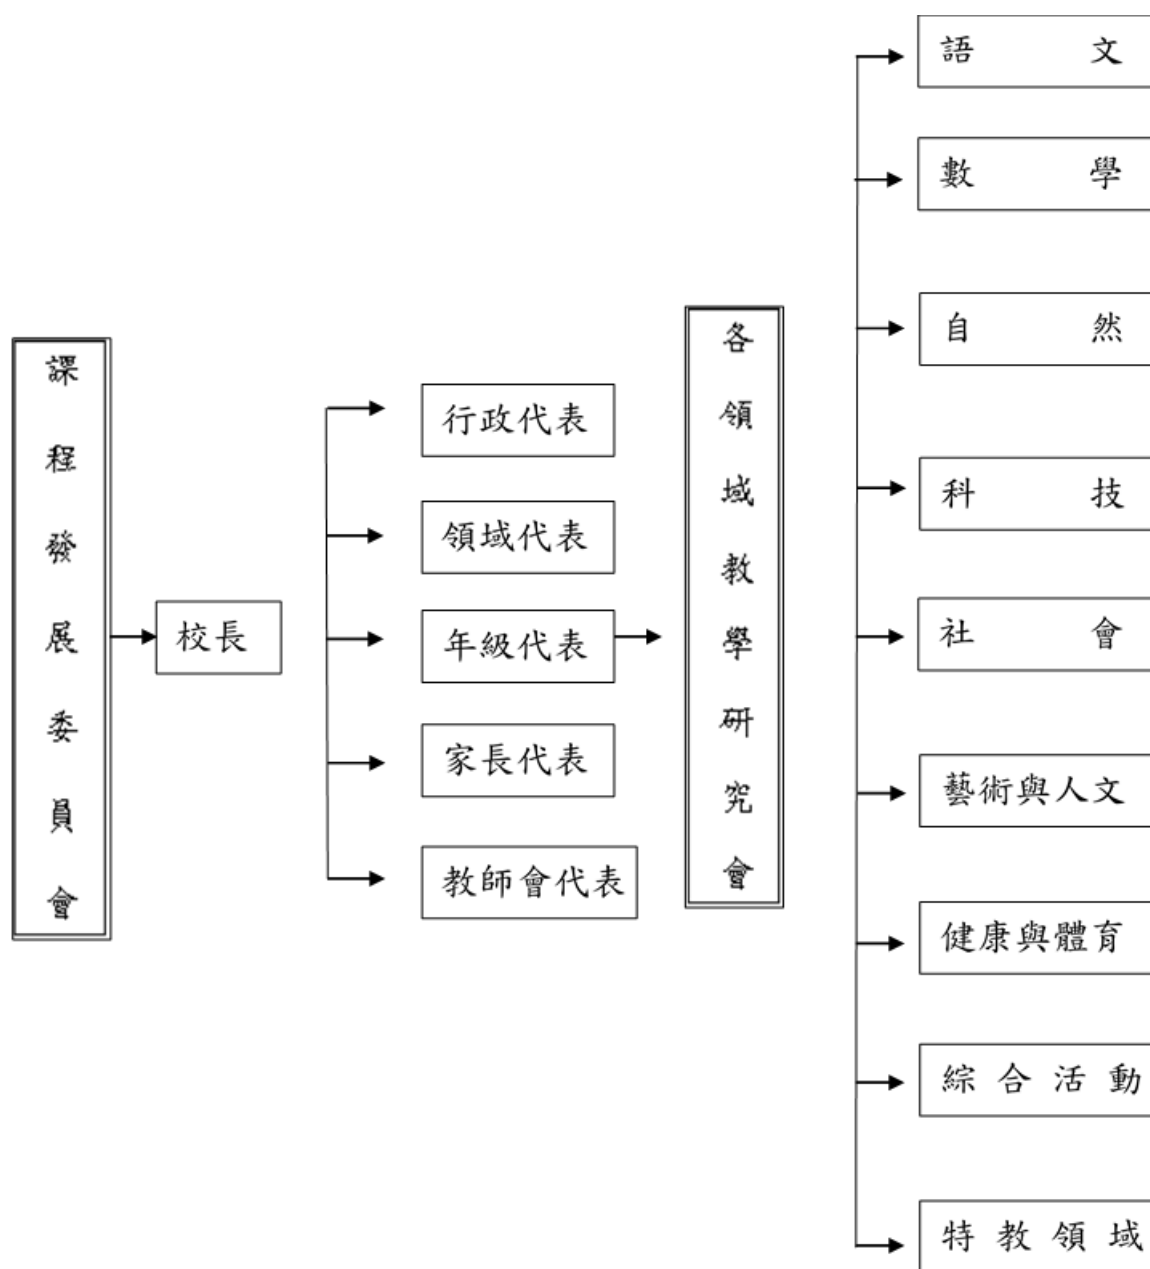 課程發展委員會
校長
行政代表
領域代表
年級代表
家長代表
教師會代表
各領域教學研究會
語文
數學
自然
科技
社會
藝術與人文
健康與體育
綜合活動
特教領域